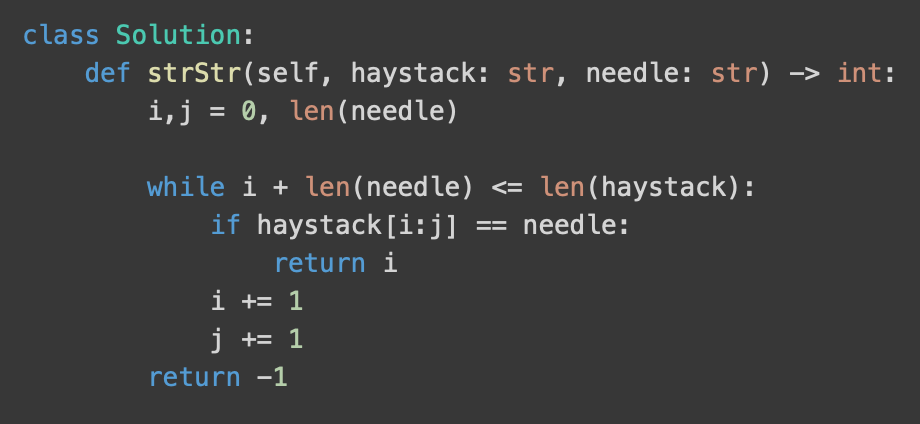 class Solution:
    def strStr(self, haystack: str, needle: str) -> int:
        i,j = 0, len(needle)
        while i + len(needle) <= len(haystack):
            if haystack[i:j] == needle:
                return i
            i += 1
            j += 1
        return -1